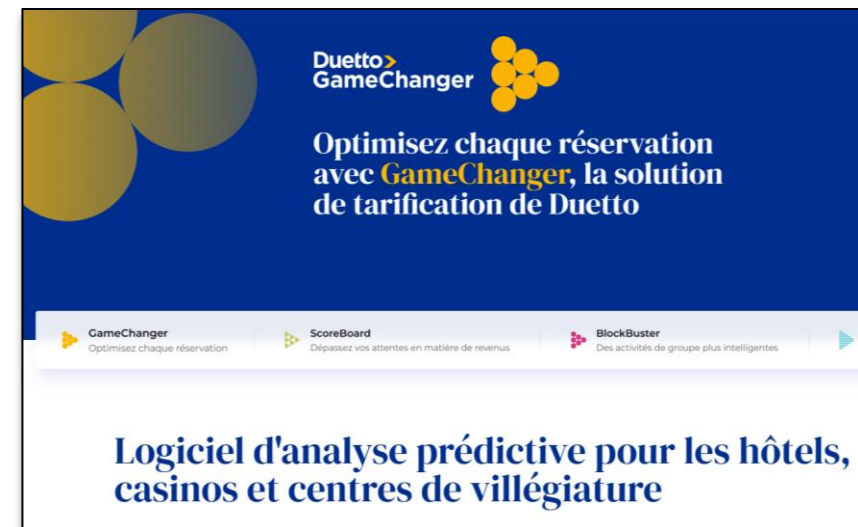 Duetto>
GameChanger
Optimisez chaque réservation
avec GameChanger, la solution
de tarification de Duetto
GameChanger
Optimisez chaque réservation
ScoreBoard
Dépassez vos attentes en matière de revenus
BlockBuster
Des activités de groupe plus intelligentes
Logiciel d'analyse prédictive pour les hôtels,
casinos et centres de villégiature